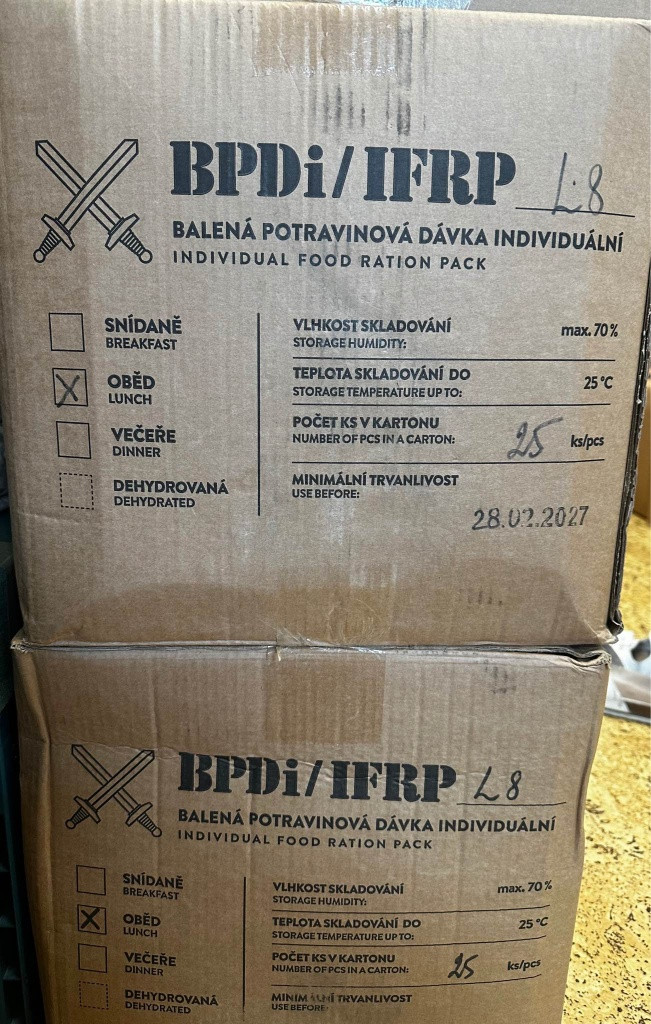 BPDi/IFRP L8
BALENÁ POTRAVINOVÁ DÁVKA INDIVIDUÁLNÍ
INDIVIDUAL FOOD RATION PACK
SNÍDANĚ
BREAKFAST
OBĚD
LUNCH
VEČEŘE
DINNER
DEHYDROVANÁ
DEHYDRATED
VLHKOST SKLADOVÁNÍ max. 70 %
STORAGE HUMIDITY:
TEPLOTA SKLADOVÁNÍ DO 25 °C
STORAGE TEMPERATURE UP TO:
POČET KS V KARTONU
NUMBER OF PCS IN A CARTON: 25 ks/pcs
MINIMÁLNÍ TRVANLIVOST
USE BEFORE:
28.02.2027
BPDi/IFRP L8
BALENÁ POTRAVINOVÁ DÁVKA INDIVIDUÁLNÍ
INDIVIDUAL FOOD RATION PACK
SNÍDANĚ
BREAKFAST
OBĚD
LUNCH
VEČEŘE
DINNER
DEHYDROVANÁ
DEHYDRATED
VLHKOST SKLADOVÁNÍ max. 70 %
STORAGE HUMIDITY:
TEPLOTA SKLADOVÁNÍ DO 25 °C
STORAGE TEMPERATURE UP TO:
POČET KS V KARTONU
NUMBER OF PCS IN A CARTON: 25 ks/pcs
MINIMÁLNÍ TRVANLIVOST
USE BEFORE: